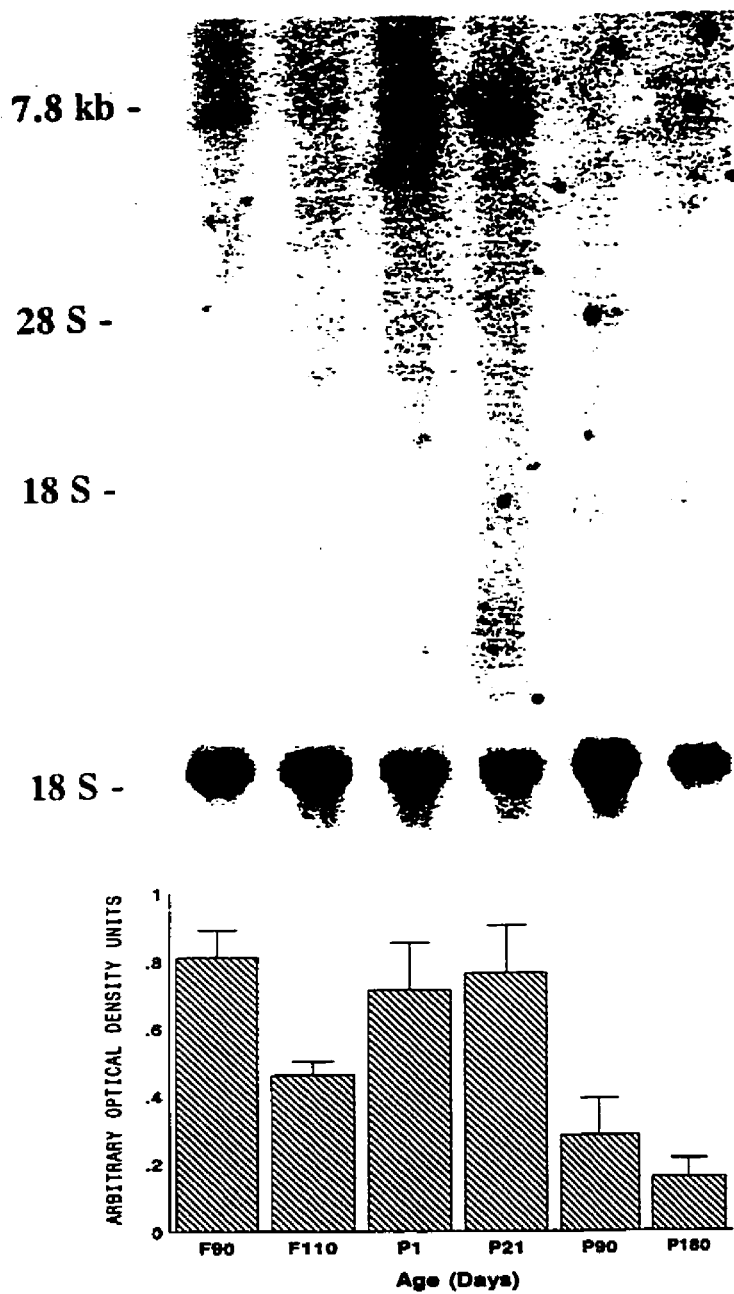 7.8 kb -
28 S -
18 S -
18 S -
ARBITRARY OPTICAL DENSITY UNITS
1
.8
.6
.4
.2
0
F90 F110 P1 P21 P90 P180
Age (Days)